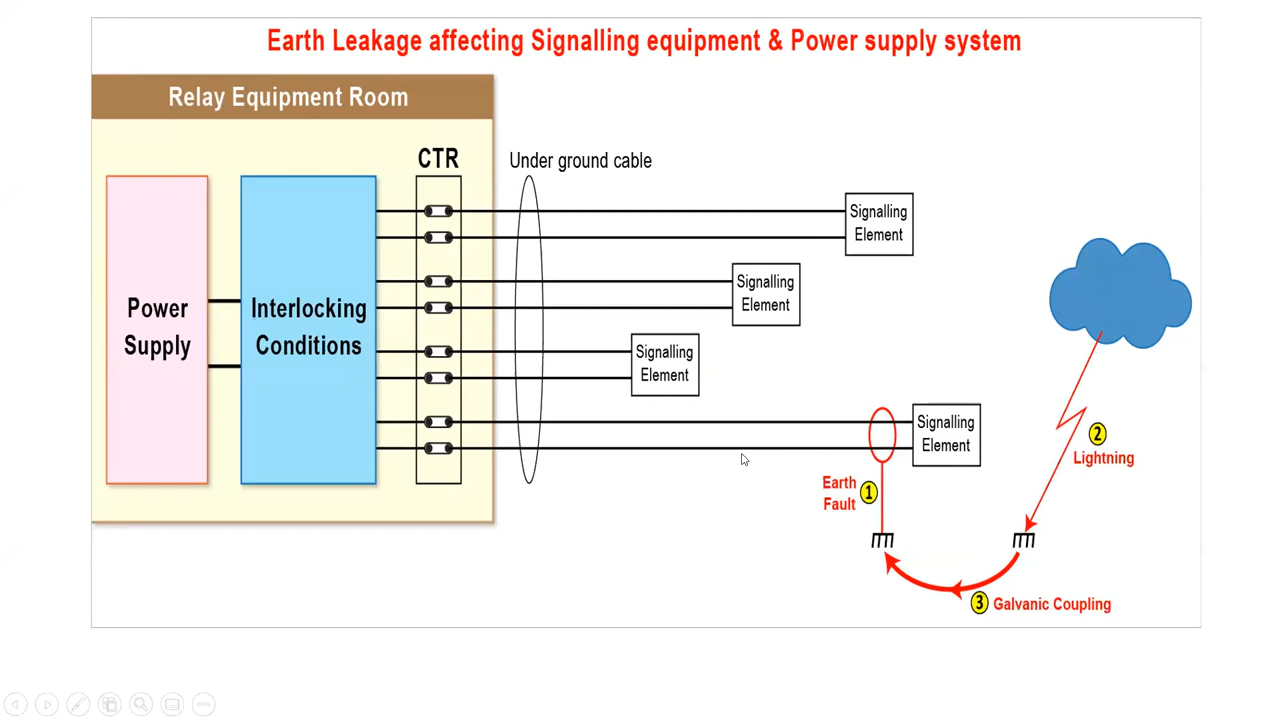 Earth Leakage affecting Signalling equipment & Power supply system
Relay Equipment Room
CTR
Under ground cable
Power
Supply
Interlocking
Conditions
Signalling
Element
Signalling
Element
Signalling
Element
Signalling
Element
Earth
Fault
1
2
Lightning
3 Galvanic Coupling